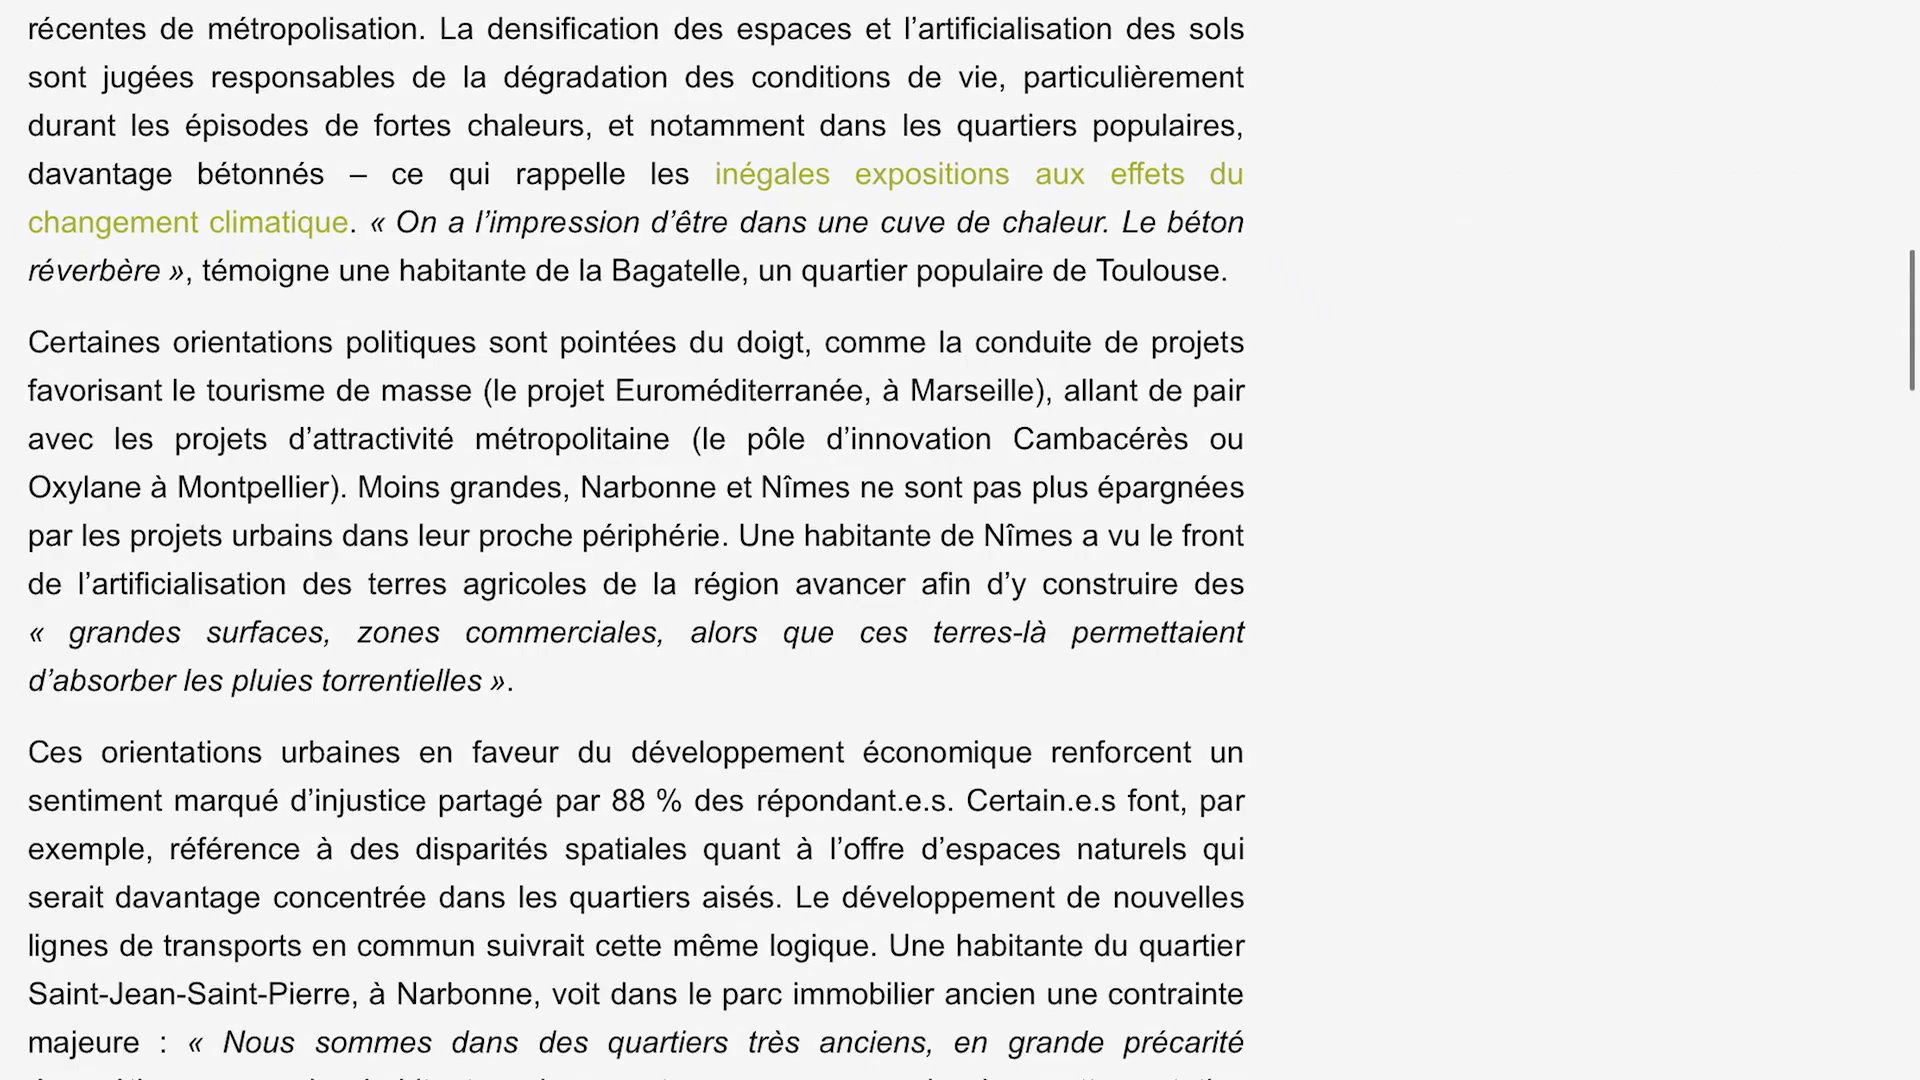 récentes de métropolisation. La densification des espaces et l’artificialisation des sols
sont jugées responsables de la dégradation des conditions de vie, particulièrement
durant les épisodes de fortes chaleurs, et notamment dans les quartiers populaires,
davantage bétonnés – ce qui rappelle les inégales expositions aux effets du
changement climatique. « On a l’impression d’être dans une cuve de chaleur. Le béton
réverbère », témoigne une habitante de la Bagatelle, un quartier populaire de Toulouse.
Certaines orientations politiques sont pointées du doigt, comme la conduite de projets
favorisant le tourisme de masse (le projet Euroméditerranée, à Marseille), allant de pair
avec les projets d’attractivité métropolitaine (le pôle d’innovation Cambacérès ou
Oxylane à Montpellier). Moins grandes, Narbonne et Nîmes ne sont pas plus épargnées
par les projets urbains dans leur proche périphérie. Une habitante de Nîmes a vu le front
de l’artificialisation des terres agricoles de la région avancer afin d’y construire des
« grandes surfaces, zones commerciales, alors que ces terres-là permettaient
d’absorber les pluies torrentielles ».
Ces orientations urbaines en faveur du développement économique renforcent un
sentiment marqué d’injustice partagé par 88 % des répondant.e.s. Certain.e.s font, par
exemple, référence à des disparités spatiales quant à l’offre d’espaces naturels qui
serait davantage concentrée dans les quartiers aisés. Le développement de nouvelles
lignes de transports en commun suivrait cette même logique. Une habitante du quartier
Saint-Jean-Saint-Pierre, à Narbonne, voit dans le parc immobilier ancien une contrainte
majeure : « Nous sommes dans des quartiers très anciens, en grande précarité